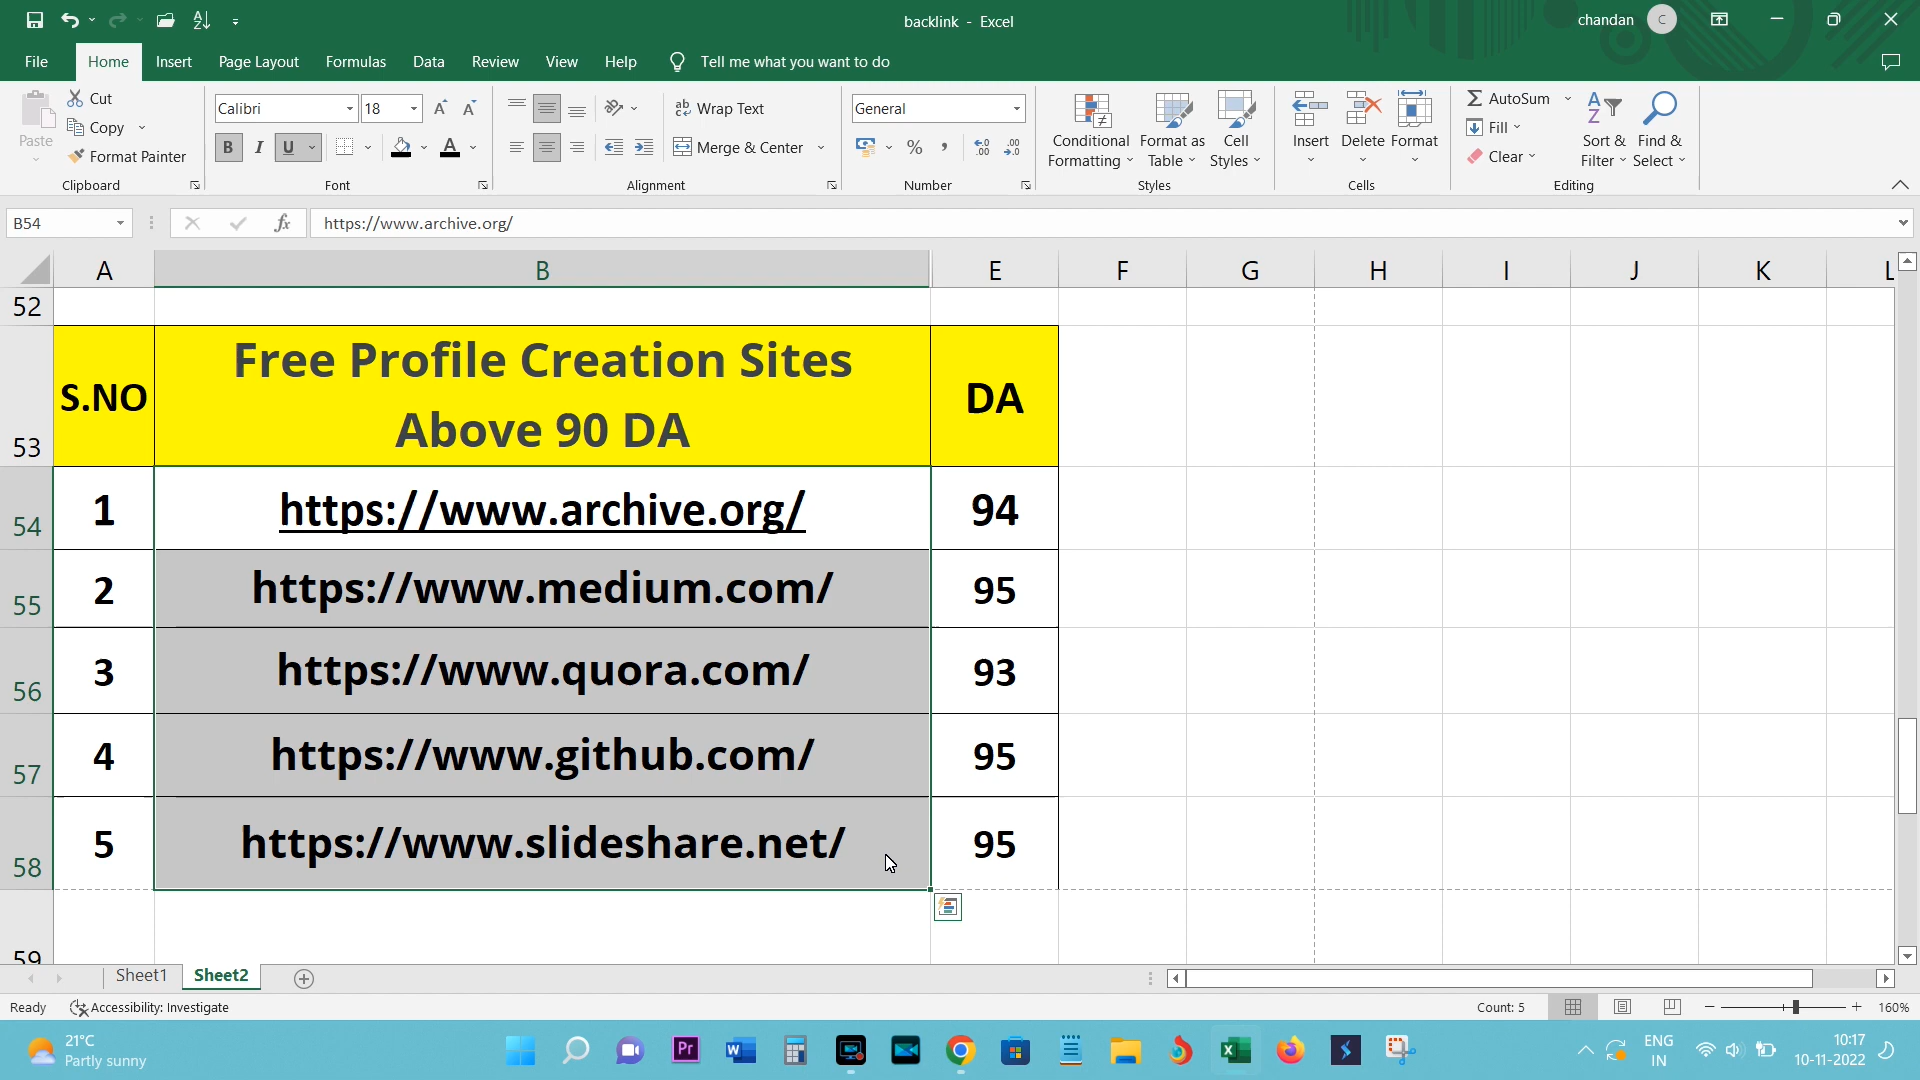 backlink - Excel
chandan C
File Home Insert Page Layout Formulas Data Review View Help Tell me what you want to do
Paste
Cut
Copy
Format Painter
Clipboard
Calibri 18
B I U
Font
Wrap Text
Merge & Center
Alignment
General
Number
Conditional Formatting
Format as Table
Cell Styles
Styles
Insert Delete Format
Cells
AutoSum
Fill
Clear
Sort & Filter
Find & Select
Editing
B54 fx https://www.archive.org/
A B E F G H I J K L
52
53 S.NO Free Profile Creation Sites DA
Above 90 DA
54 1 https://www.archive.org/ 94
55 2 https://www.medium.com/ 95
56 3 https://www.quora.com/ 93
57 4 https://www.github.com/ 95
58 5 https://www.slideshare.net/ 95
59
Sheet1 Sheet2
Ready Accessibility: Investigate Count: 5 160%
21°C
Partly sunny
Pr
ENG
IN
10:17
10-11-2022